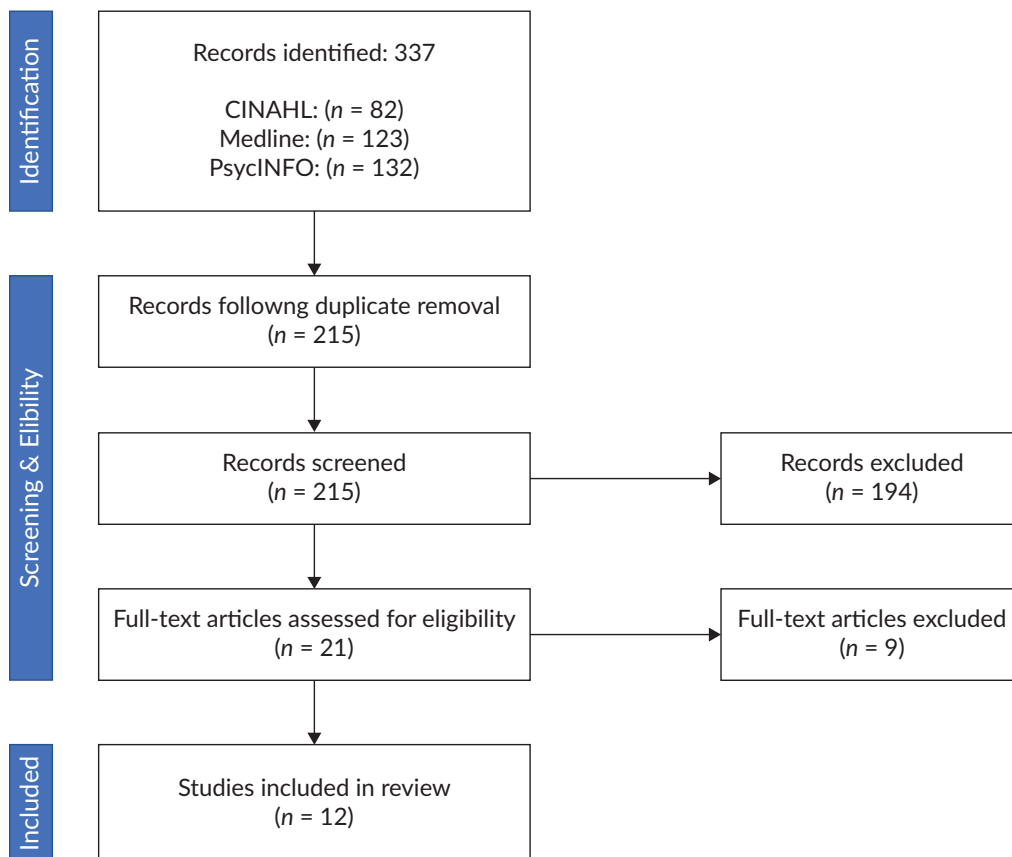 Identification
Records identified: 337
CINAHL: (n = 82)
Medline: (n = 123)
PsycINFO: (n = 132)
Screening & Elibility
Records followng duplicate removal
(n = 215)
Records screened
(n = 215)
Records excluded
(n = 194)
Full-text articles assessed for eligibility
(n = 21)
Full-text articles excluded
(n = 9)
Included
Studies included in review
(n = 12)